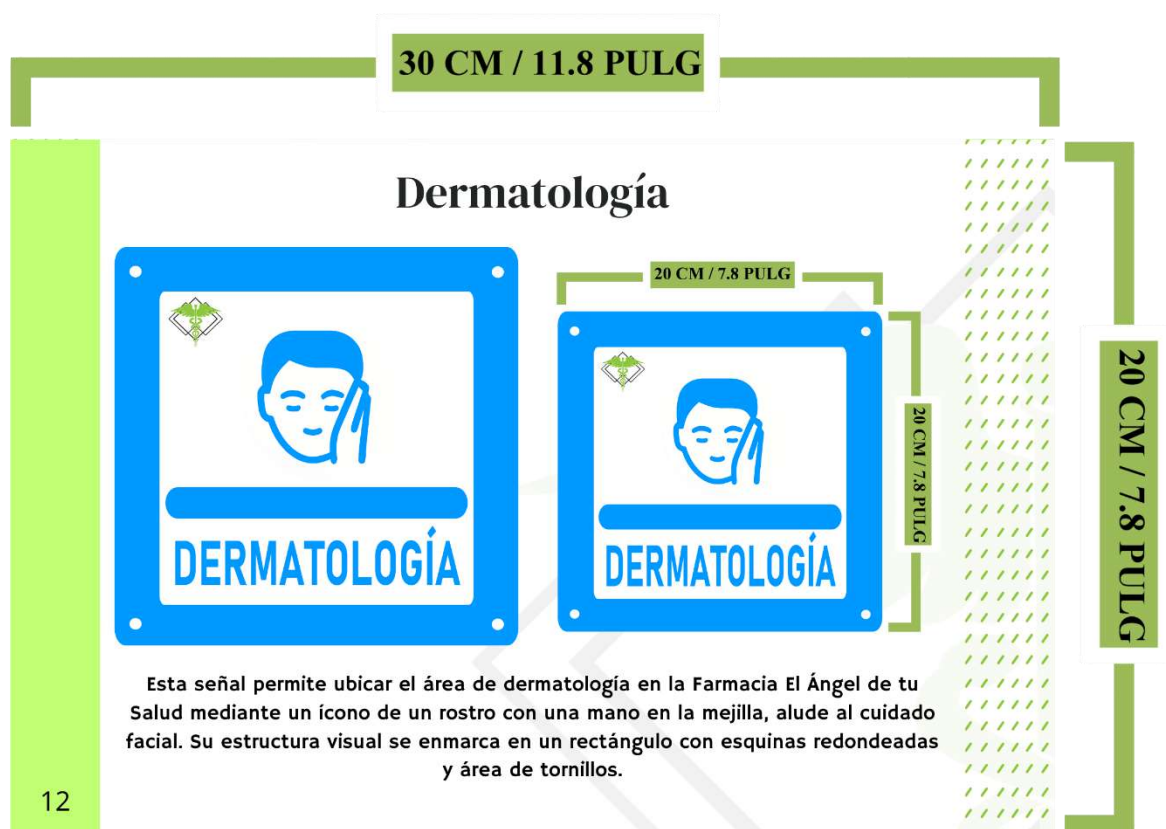 30 CM / 11.8 PULG
Dermatología
20 CM / 7.8 PULG
20 CM / 7.8 PULG
20 CM / 7.8 PULG
DERMATOLOGÍA
DERMATOLOGÍA
Esta señal permite ubicar el área de dermatología en la Farmacia El Ángel de tu
Salud mediante un ícono de un rostro con una mano en la mejilla, alude al cuidado
facial. Su estructura visual se enmarca en un rectángulo con esquinas redondeadas
y área de tornillos.
12